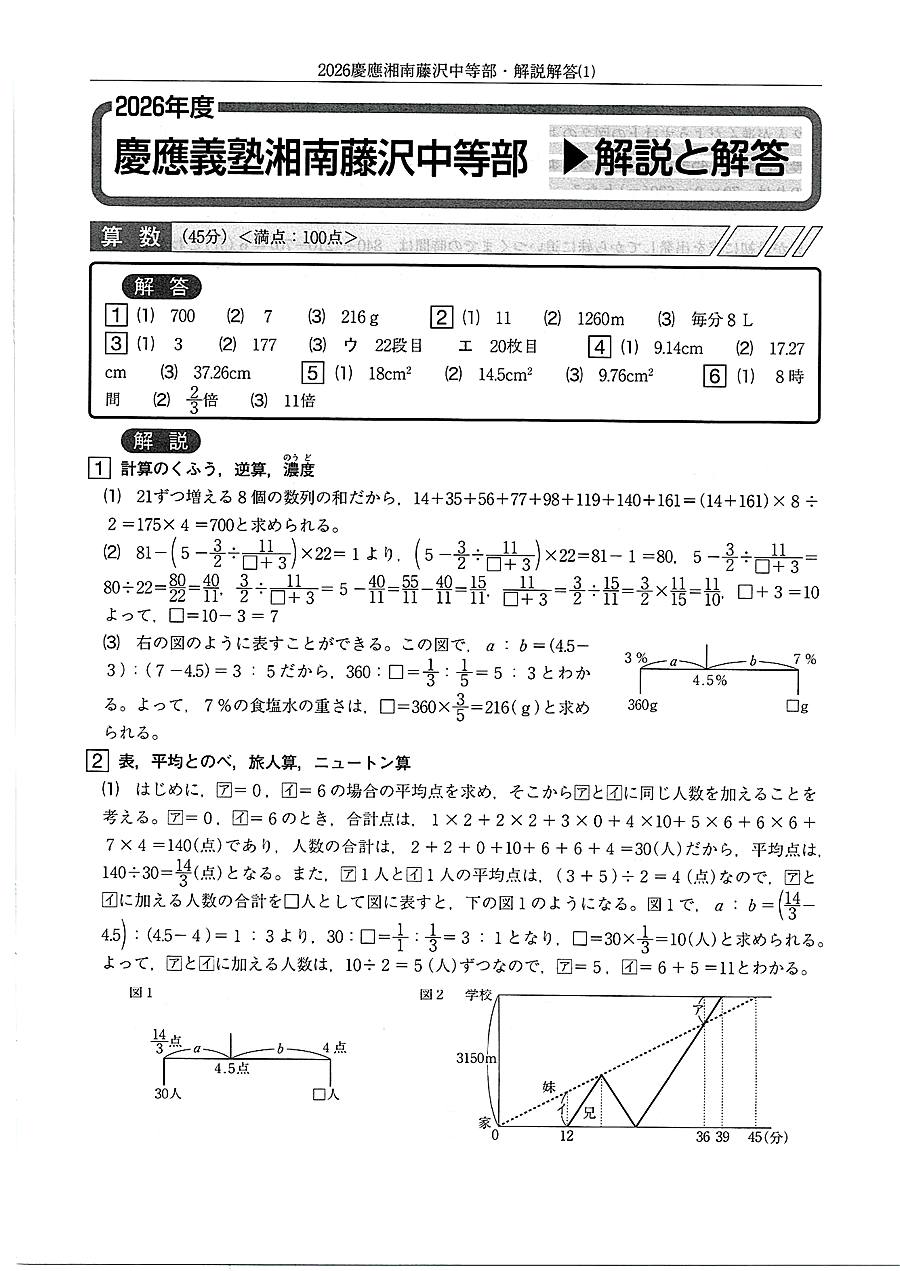 2026慶應湘南藤沢中等部・解説解答(1)
2026年度
慶應義塾湘南藤沢中等部 ▶解説と解答
算 数 (45分) <満点：100点>
解 答
1 (1) 700 (2) 7 (3) 216g 2 (1) 11 (2) 1260m (3) 毎分8L
3 (1) 3 (2) 177 (3) ウ 22段目 エ 20枚目 4 (1) 9.14cm (2) 17.27
cm (3) 37.26cm 5 (1) 18cm² (2) 14.5cm² (3) 9.76cm² 6 (1) 8時
間 (2) 2/3倍 (3) 11倍
解 説
1 計算のくふう，逆算，濃度
のうど
(1) 21ずつ増える8個の数列の和だから，14+35+56+77+98+119+140+161=(14+161)×8÷
2=175×4=700と求められる。
(2) 81−(5−3/2÷11/(□+3))×22=1より，(5−3/2÷11/(□+3))×22=81−1=80，5−3/2÷11/(□+3)=
80÷22=80/22=40/11，3/2÷11/(□+3)=5−40/11=55/11−40/11=15/11，11/(□+3)=3/2÷15/11=3/2×11/15=11/10，□+3=10
よって，□=10−3=7
(3) 右の図のように表すことができる。この図で，a：b=(4.5−
3)：(7−4.5)=3：5だから，360：□=1/3：1/5=5：3とわか
る。よって，7％の食塩水の重さは，□=360×3/5=216(g)と求め
られる。
3％ a b 7％
4.5％
360g □g
2 表，平均とのべ，旅人算，ニュートン算
(1) はじめに，ア=0，イ=6の場合の平均点を求め，そこからアとイに同じ人数を加えることを
考える。ア=0，イ=6のとき，合計点は，1×2+2×2+3×0+4×10+5×6+6×6+
7×4=140(点)であり，人数の合計は，2+2+0+10+6+6+4=30(人)だから，平均点は，
140÷30=14/3(点)となる。また，ア1人とイ1人の平均点は，(3+5)÷2=4(点)なので，アと
イに加える人数の合計を□人として図に表すと，下の図1のようになる。図1で，a：b=(14/3−
4.5)：(4.5−4)=1：3より，30：□=1/1：1/3=3：1となり，□=30×1/3=10(人)と求められる。
よって，アとイに加える人数は，10÷2=5(人)ずつなので，ア=5，イ=6+5=11とわかる。
図1
14/3点 a b 4点
4.5点
30人 □人
図2
学校
ア
3150m
妹
イ
兄
家
0 12 36 39 45(分)